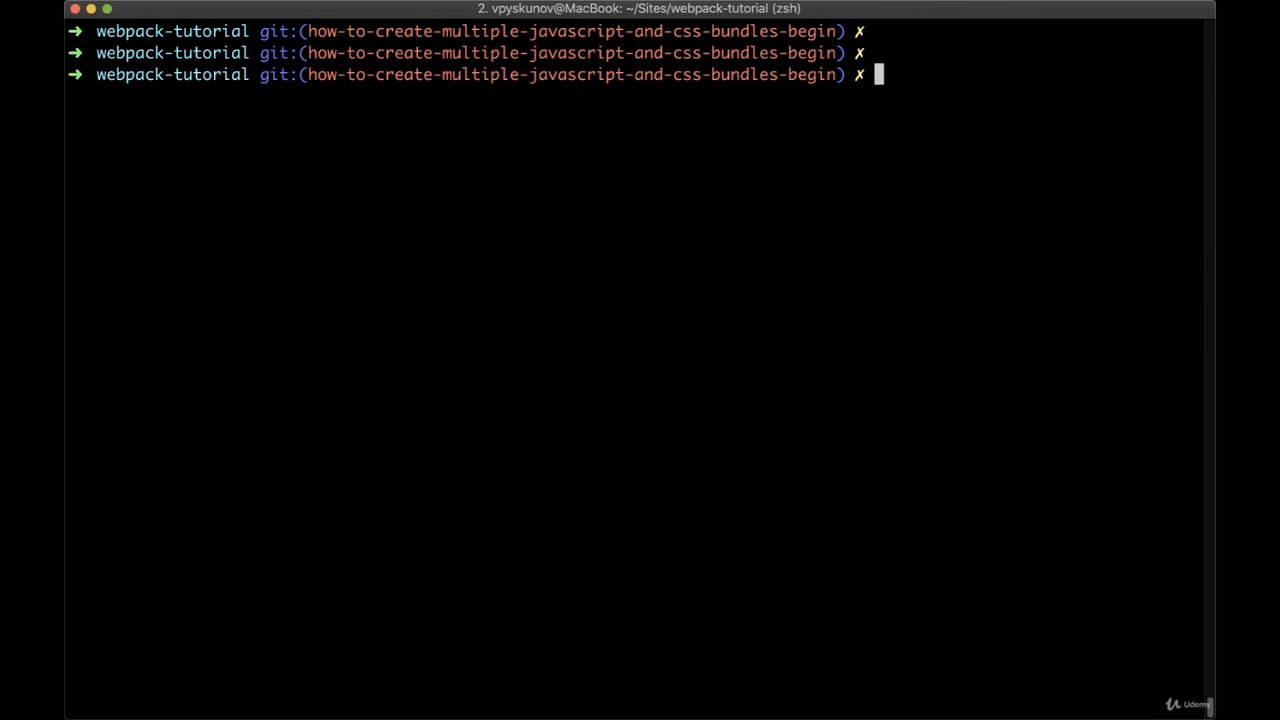 2. vpyskunov@MacBook: ~/Sites/webpack-tutorial (zsh)
➜ webpack-tutorial git:(how-to-create-multiple-javascript-and-css-bundles-begin) ✗
➜ webpack-tutorial git:(how-to-create-multiple-javascript-and-css-bundles-begin) ✗
➜ webpack-tutorial git:(how-to-create-multiple-javascript-and-css-bundles-begin) ✗
Udemy